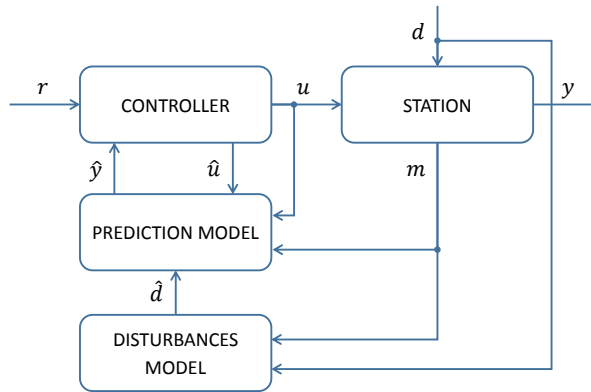 d
r
CONTROLLER
u
STATION
y
ŷ
û
m
PREDICTION MODEL
d̂
DISTURBANCES
MODEL